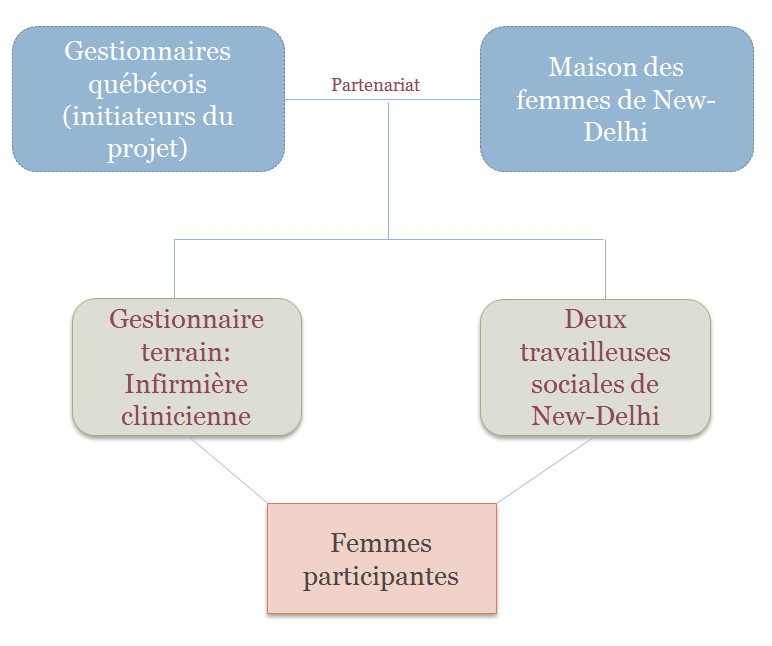 Gestionnaires
québécois
(initiateurs du
projet)
Partenariat
Maison des
femmes de New-
Delhi
Gestionnaire
terrain:
Infirmière
clinicienne
Deux
travailleuses
sociales de
New-Delhi
Femmes
participantes